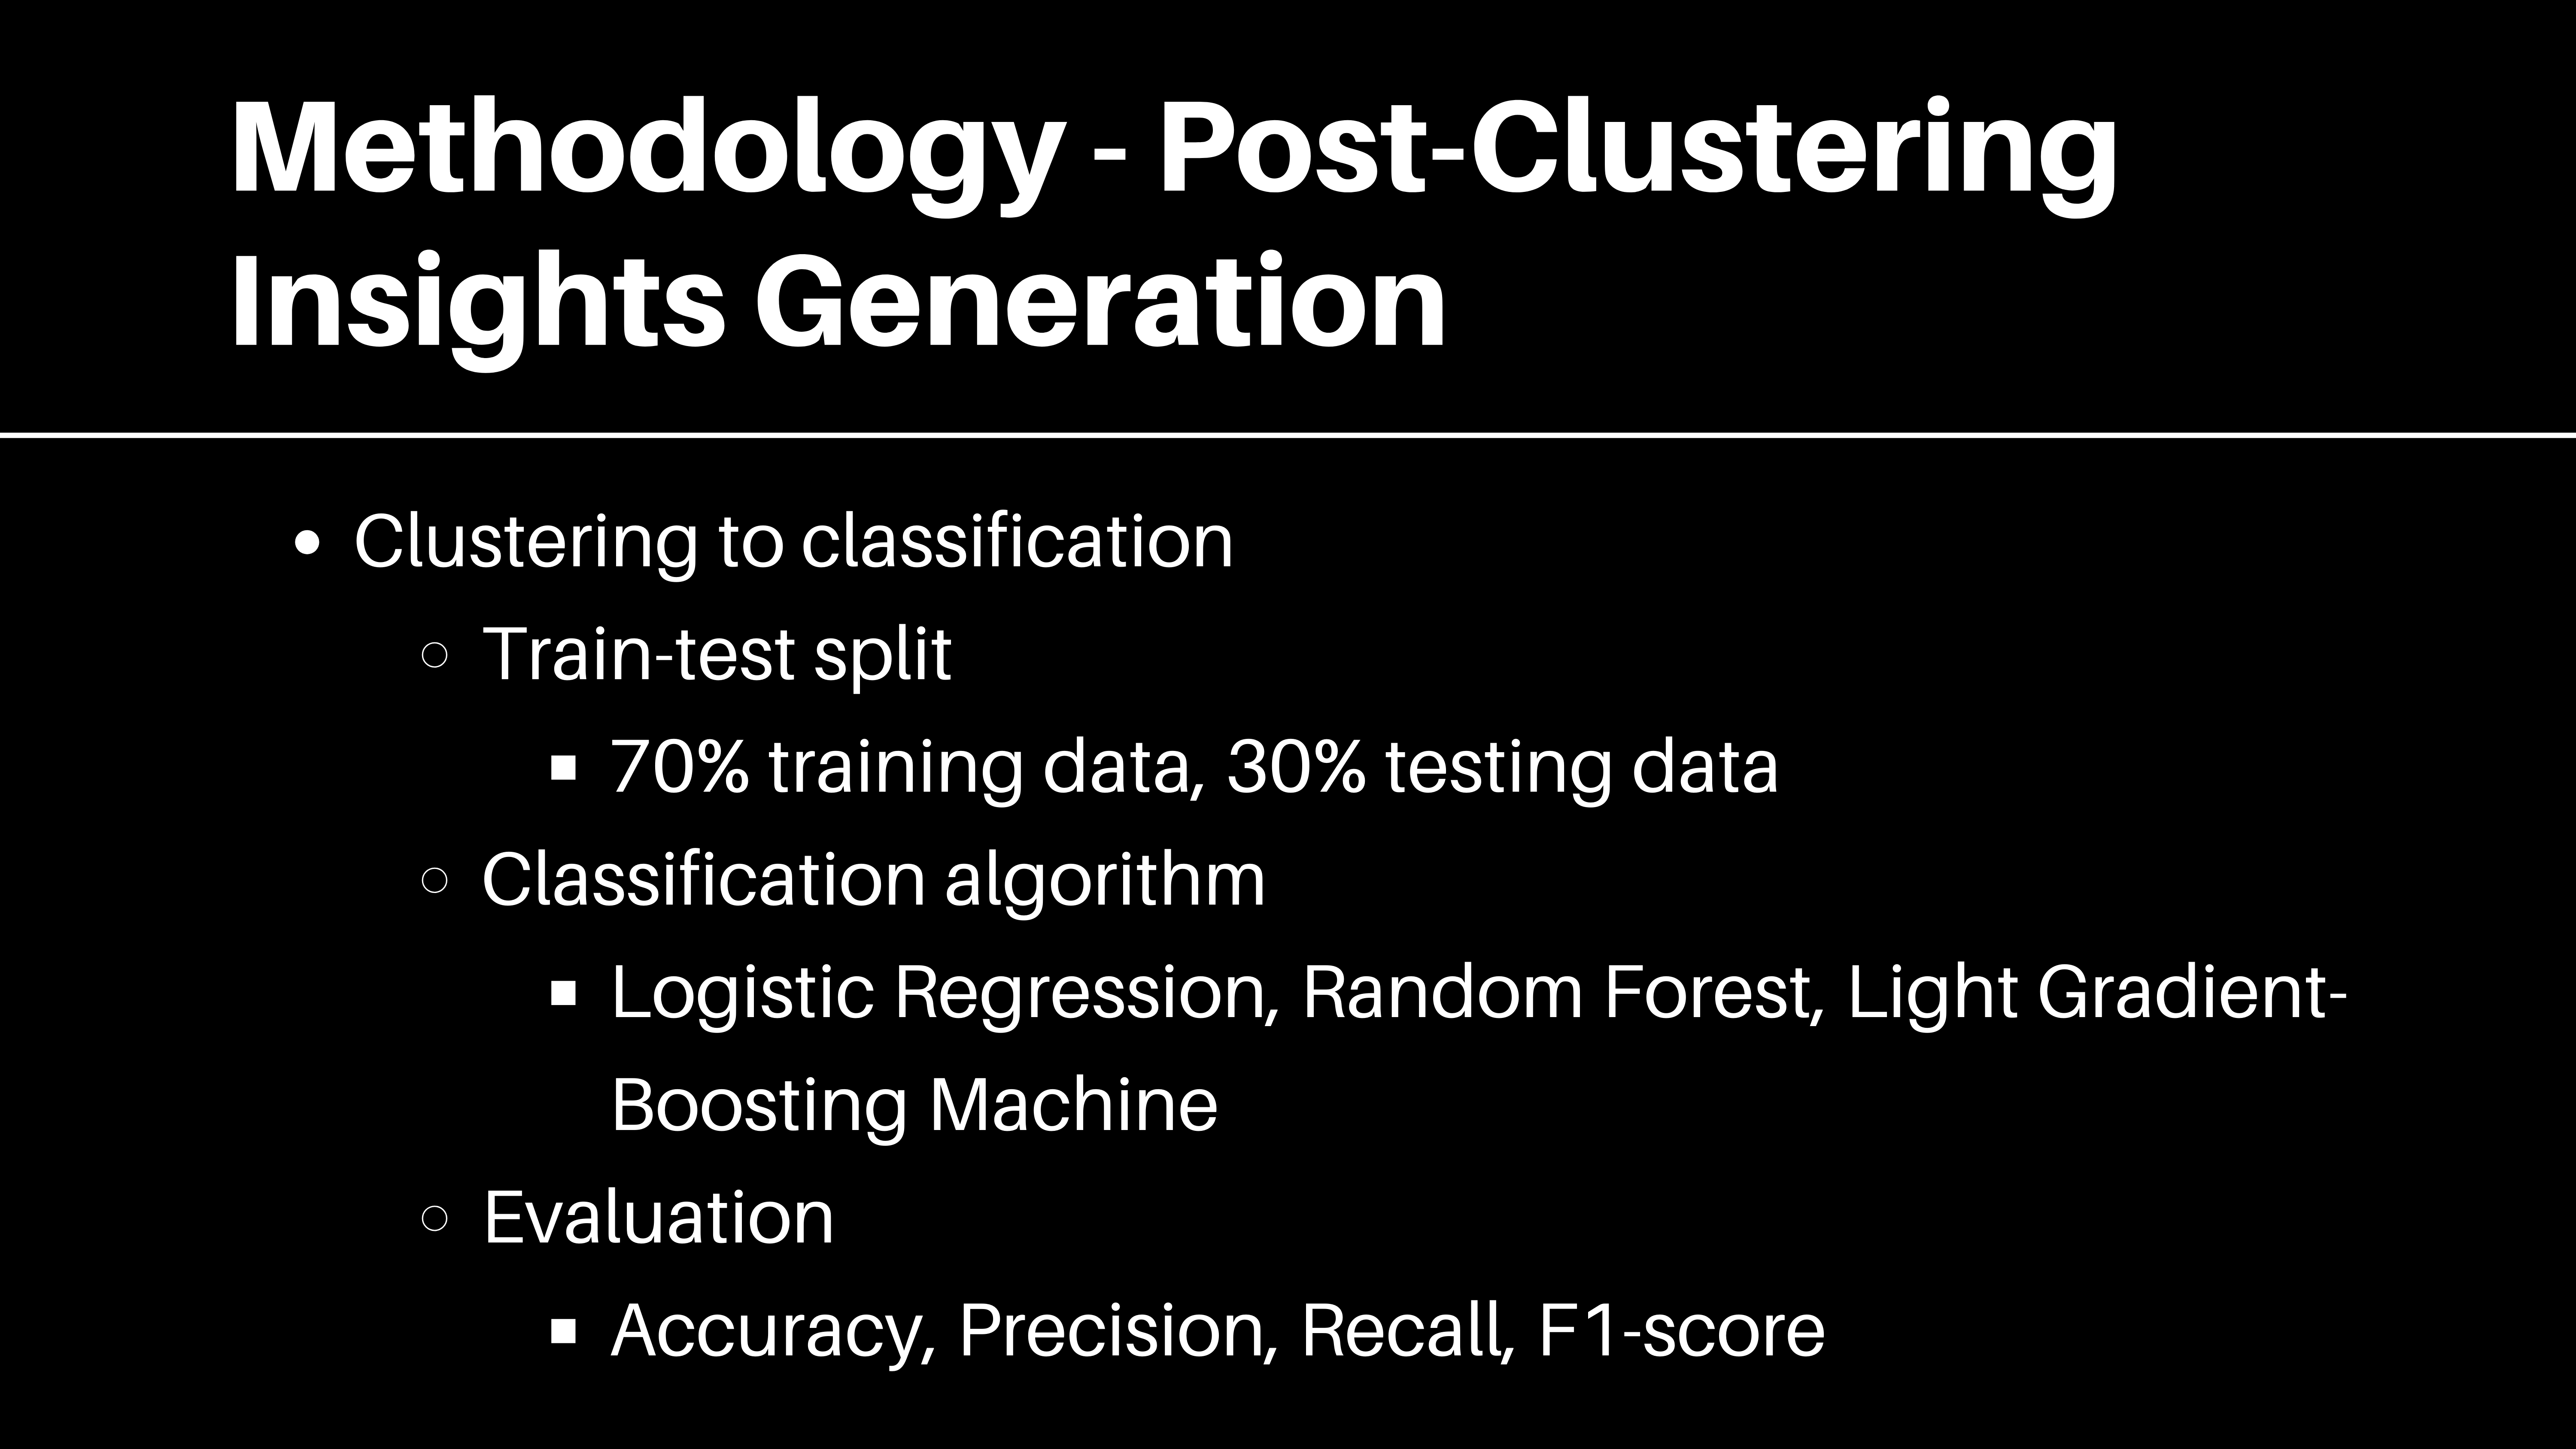 Methodology - Post-Clustering
Insights Generation
• Clustering to classification
○ Train-test split
▪ 70% training data, 30% testing data
○ Classification algorithm
▪ Logistic Regression, Random Forest, Light Gradient-
Boosting Machine
○ Evaluation
▪ Accuracy, Precision, Recall, F1-score